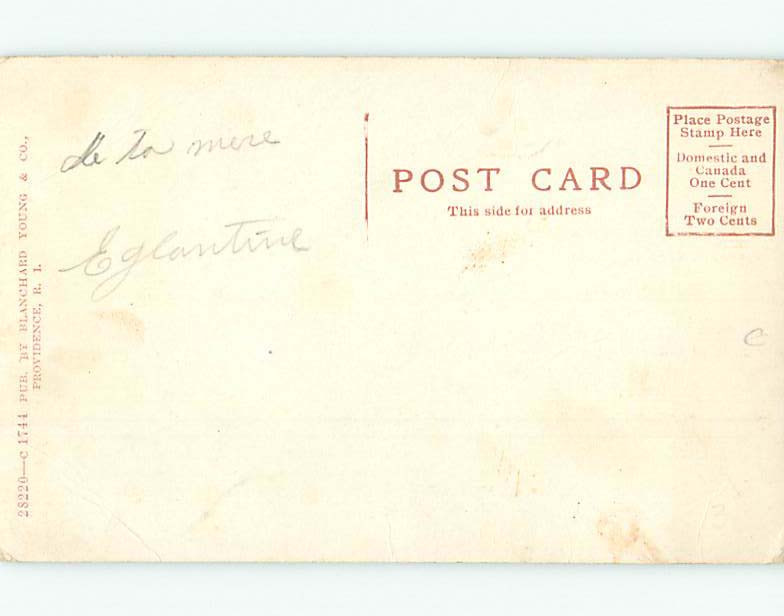 de ta mere
Eglantine
POST CARD
This side for address
Place Postage
Stamp Here
Domestic and
Canada
One Cent
Foreign
Two Cents
28220—C 1744 PUB. BY BLANCHARD YOUNG & CO.,
PROVIDENCE, R. I.
C
3